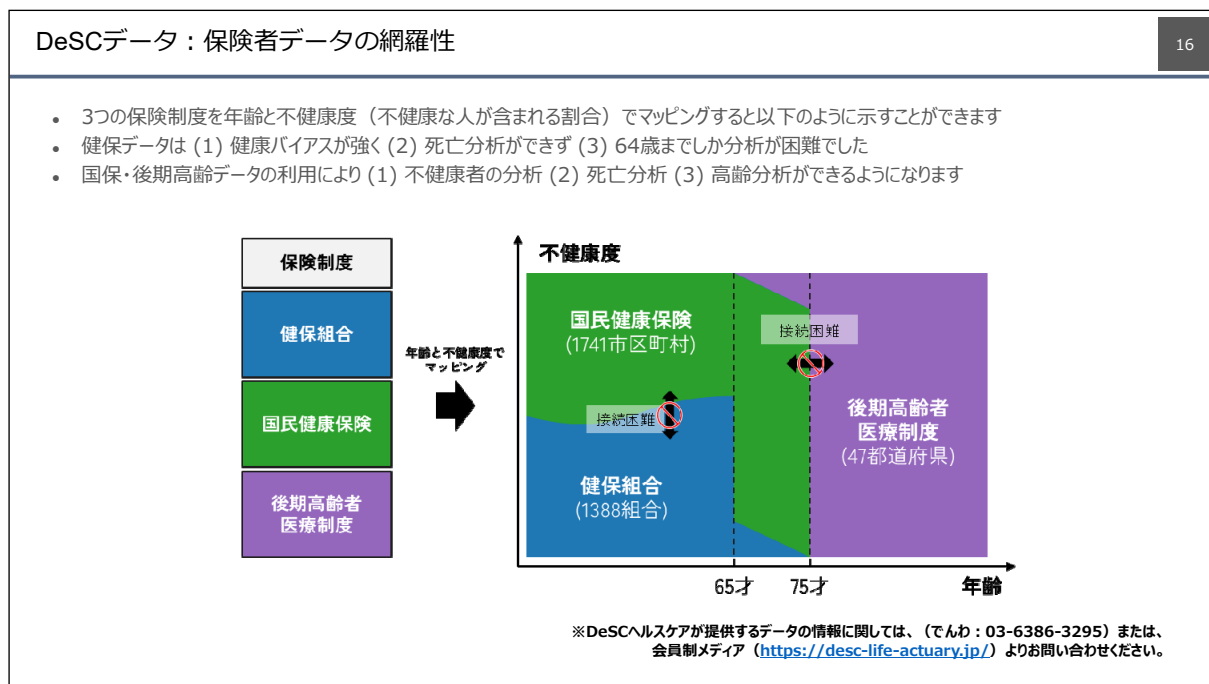 DeSCデータ：保険者データの網羅性
16
• 3つの保険制度を年齢と不健康度（不健康な人が含まれる割合）でマッピングすると以下のように示すことができます
• 健保データは (1) 健康バイアスが強く (2) 死亡分析ができず (3) 64歳までしか分析が困難でした
• 国保・後期高齢データの利用により (1) 不健康者の分析 (2) 死亡分析 (3) 高齢分析ができるようになります
保険制度
健保組合
国民健康保険
後期高齢者
医療制度
年齢と不健康度で
マッピング
不健康度
国民健康保険
(1741市区町村)
接続困難
接続困難
健保組合
(1388組合)
後期高齢者
医療制度
(47都道府県)
65才
75才
年齢
※DeSCヘルスケアが提供するデータの情報に関しては、（でんわ：03-6386-3295）または、
会員制メディア（https://desc-life-actuary.jp/）よりお問い合わせください。